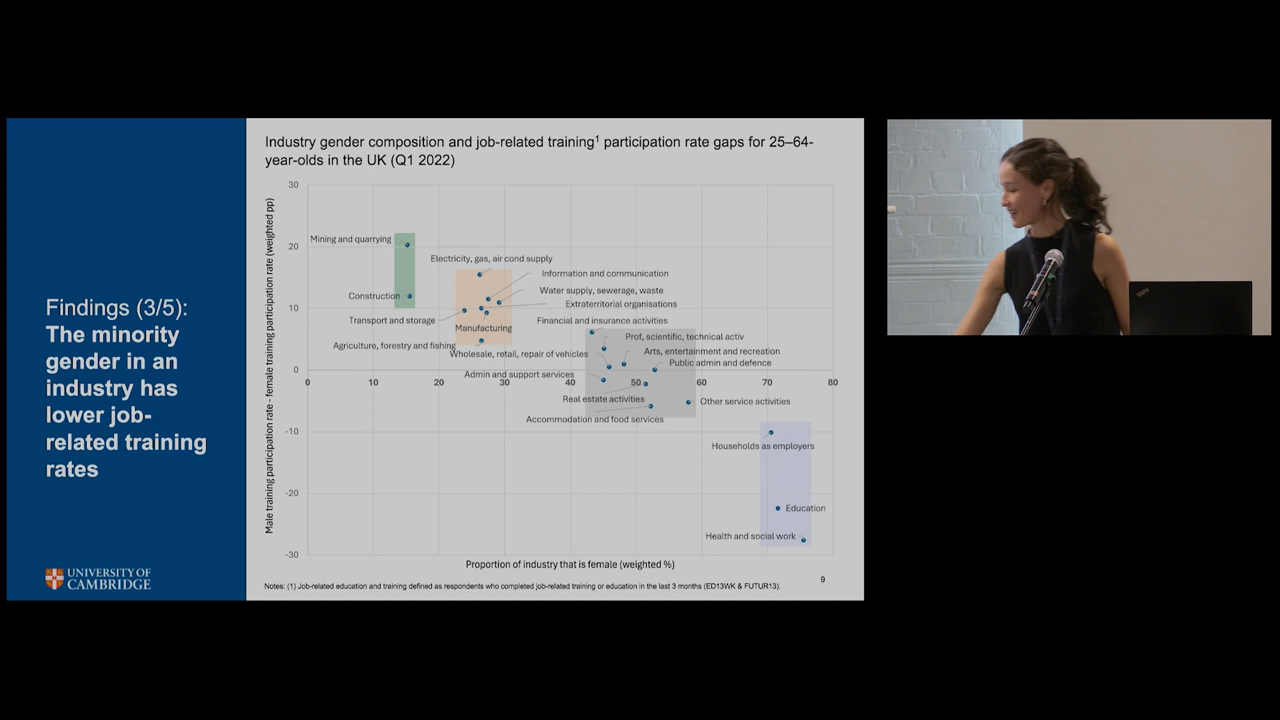 Findings (3/5):
The minority
gender in an
industry has
lower job-
related training
rates
UNIVERSITY OF
CAMBRIDGE
Industry gender composition and job-related training¹ participation rate gaps for 25–64-
year-olds in the UK (Q1 2022)
Male training participation rate - female training participation rate (weighted pp)
30
20
10
0
-10
-20
-30
0 10 20 30 40 50 60 70 80
Mining and quarrying
Electricity, gas, air cond supply
Information and communication
Water supply, sewerage, waste
Construction
Extraterritorial organisations
Transport and storage
Financial and insurance activities
Manufacturing
Prof, scientific, technical activ
Agriculture, forestry and fishing
Wholesale, retail, repair of vehicles
Arts, entertainment and recreation
Public admin and defence
Admin and support services
Real estate activities
Other service activities
Accommodation and food services
Households as employers
Education
Health and social work
Proportion of industry that is female (weighted %)
9
Notes: (1) Job-related education and training defined as respondents who completed job-related training or education in the last 3 months (ED13WK & FUTUR13).